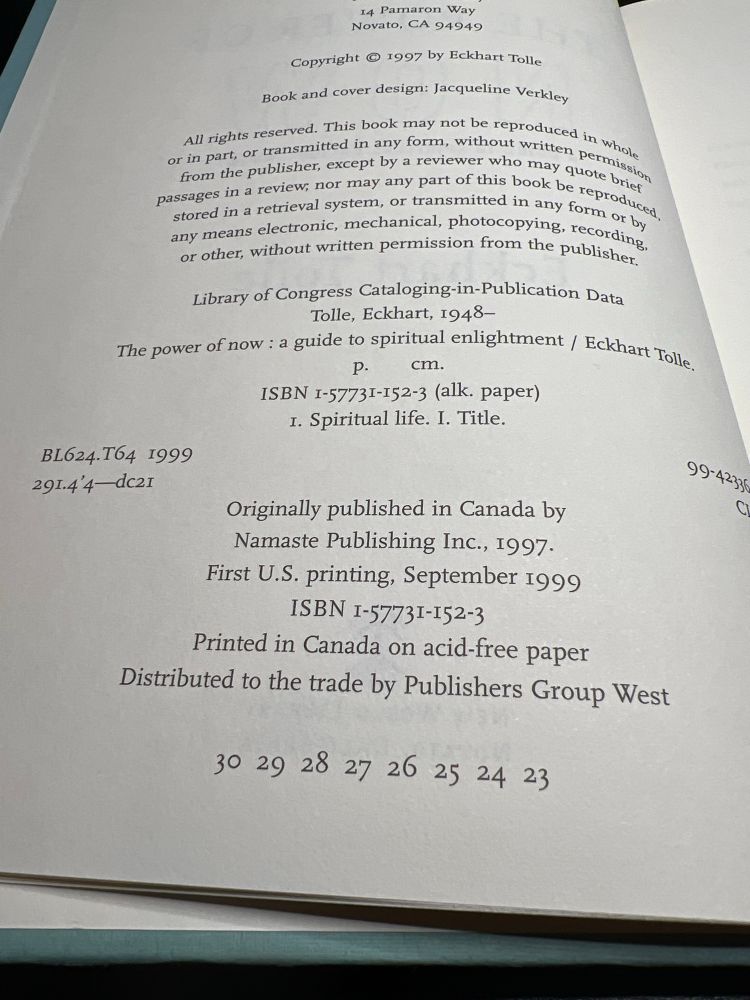 14 Pamaron Way
Novato, CA 94949
Copyright © 1997 by Eckhart Tolle
Book and cover design: Jacqueline Verkley
All rights reserved. This book may not be reproduced in whole
or in part, or transmitted in any form, without written permission
from the publisher, except by a reviewer who may quote brief
passages in a review; nor may any part of this book be reproduced,
stored in a retrieval system, or transmitted in any form or by
any means electronic, mechanical, photocopying, recording,
or other, without written permission from the publisher.
Library of Congress Cataloging-in-Publication Data
Tolle, Eckhart, 1948–
The power of now : a guide to spiritual enlightment / Eckhart Tolle.
p. cm.
ISBN 1-57731-152-3 (alk. paper)
1. Spiritual life. I. Title.
BL624.T64 1999
99-42336
291.4'4—dc21
Originally published in Canada by
Namaste Publishing Inc., 1997.
First U.S. printing, September 1999
ISBN 1-57731-152-3
Printed in Canada on acid-free paper
Distributed to the trade by Publishers Group West
30 29 28 27 26 25 24 23